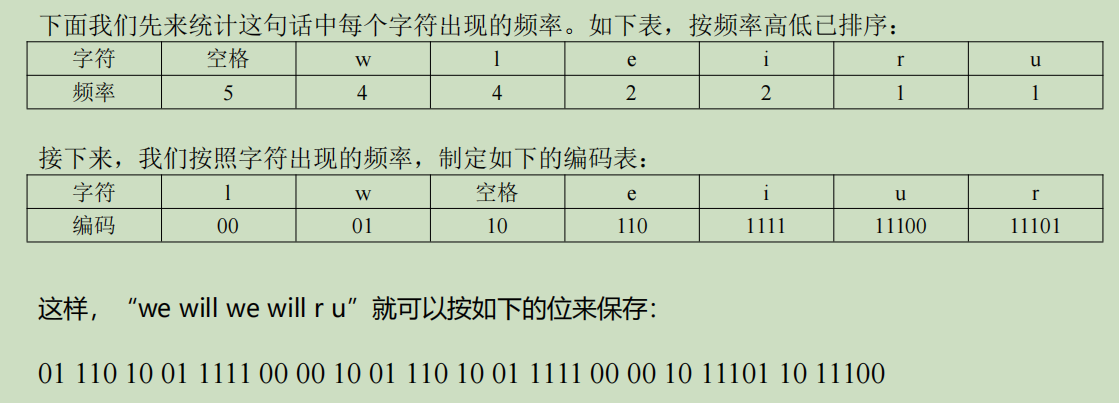 下面我们先来统计这句话中每个字符出现的频率。如下表，按频率高低已排序：
字符 空格 w l e i r u
频率 5 4 4 2 2 1 1
接下来，我们按照字符出现的频率，制定如下的编码表：
字符 l w 空格 e i u r
编码 00 01 10 110 1111 11100 11101
这样，“we will we will r u”就可以按如下的位来保存：
01 110 10 01 1111 00 00 10 01 110 10 01 1111 00 00 10 11101 10 11100